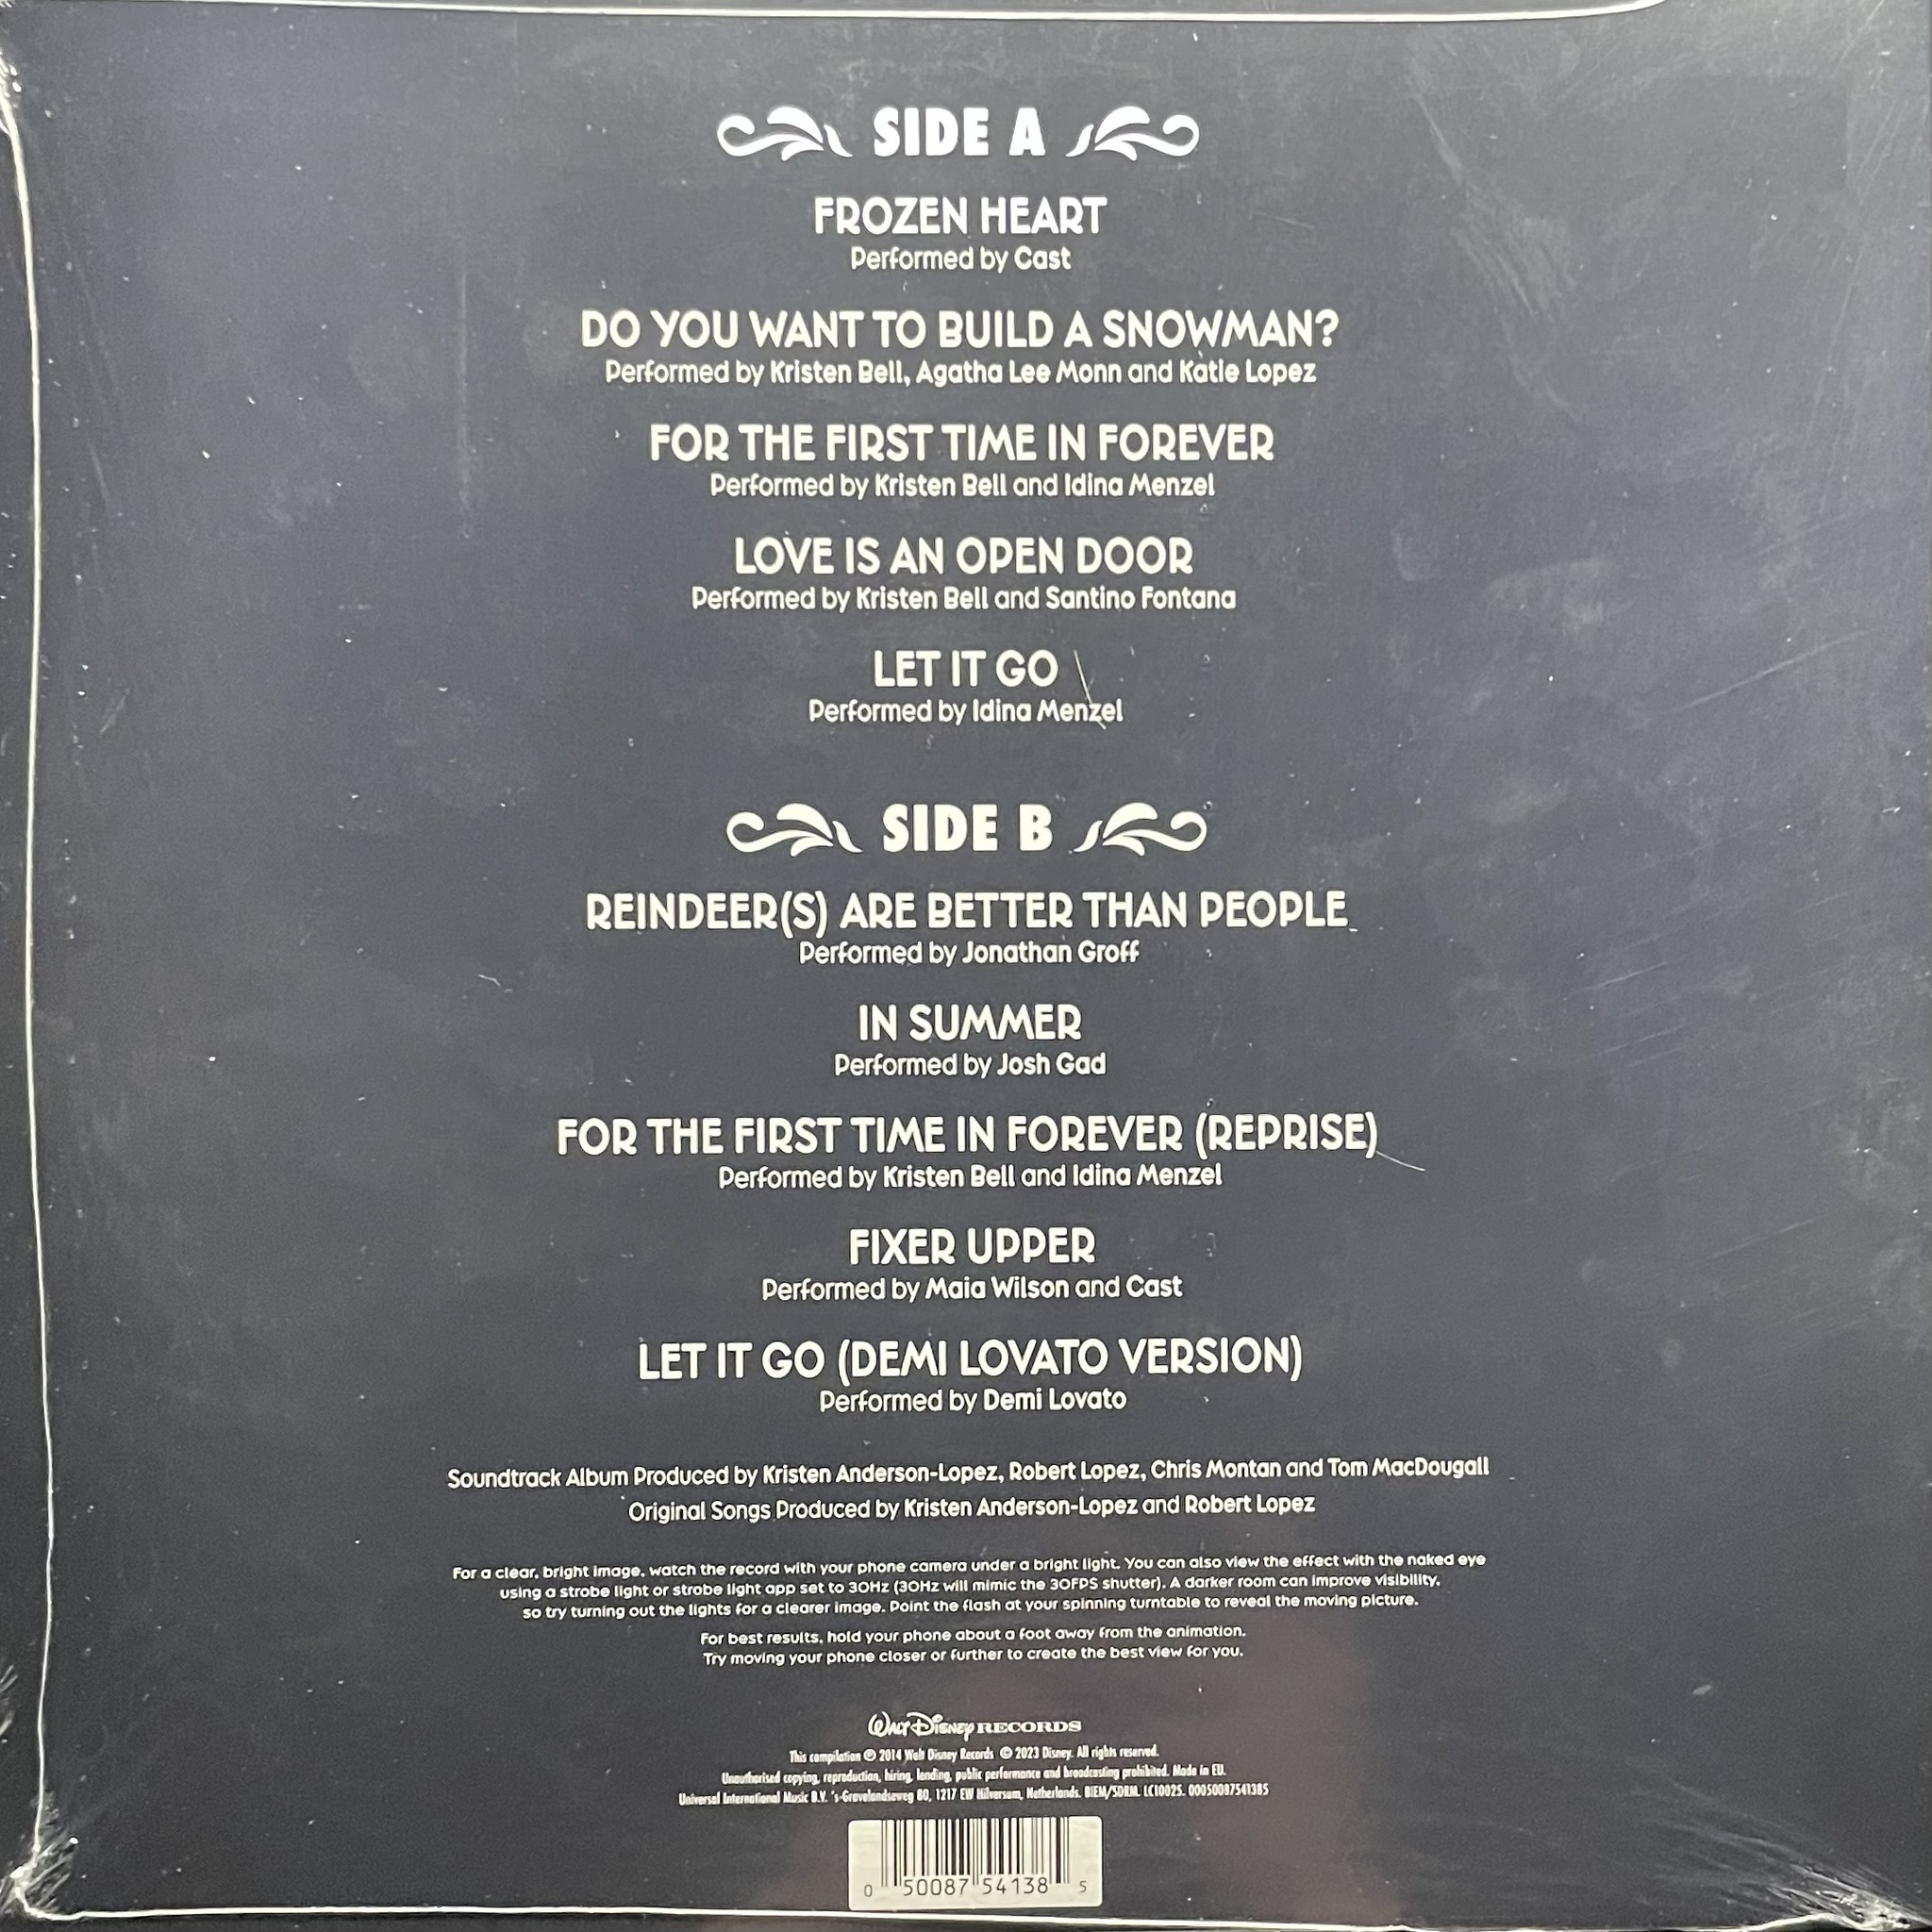 SIDE A
FROZEN HEART
Performed by Cast
DO YOU WANT TO BUILD A SNOWMAN?
Performed by Kristen Bell, Agatha Lee Monn and Katie Lopez
FOR THE FIRST TIME IN FOREVER
Performed by Kristen Bell and Idina Menzel
LOVE IS AN OPEN DOOR
Performed by Kristen Bell and Santino Fontana
LET IT GO
Performed by Idina Menzel
SIDE B
REINDEER(S) ARE BETTER THAN PEOPLE
Performed by Jonathan Groff
IN SUMMER
Performed by Josh Gad
FOR THE FIRST TIME IN FOREVER (REPRISE)
Performed by Kristen Bell and Idina Menzel
FIXER UPPER
Performed by Maia Wilson and Cast
LET IT GO (DEMI LOVATO VERSION)
Performed by Demi Lovato
Soundtrack Album Produced by Kristen Anderson-Lopez, Robert Lopez, Chris Montan and Tom MacDougall
Original Songs Produced by Kristen Anderson-Lopez and Robert Lopez
For a clear, bright image, watch the record with your phone camera under a bright light. You can also view the effect with the naked eye
using a strobe light or strobe light app set to 30Hz (30Hz will mimic the 30FPS shutter). A darker room can improve visibility,
so try turning out the lights for a clearer image. Point the flash at your spinning turntable to reveal the moving picture.
For best results, hold your phone about a foot away from the animation.
Try moving your phone closer or further to create the best view for you.
WALT DISNEY RECORDS
This compilation ℗ 2014 Walt Disney Records © 2023 Disney. All rights reserved.
Unauthorised copying, reproduction, hiring, lending, public performance and broadcasting prohibited. Made in EU.
Universal International Music B.V. 's-Gravelandseweg 80, 1217 EW Hilversum, Netherlands. BIEM/SDRM. LC10025. 00050087541385
0 50087 54138 5